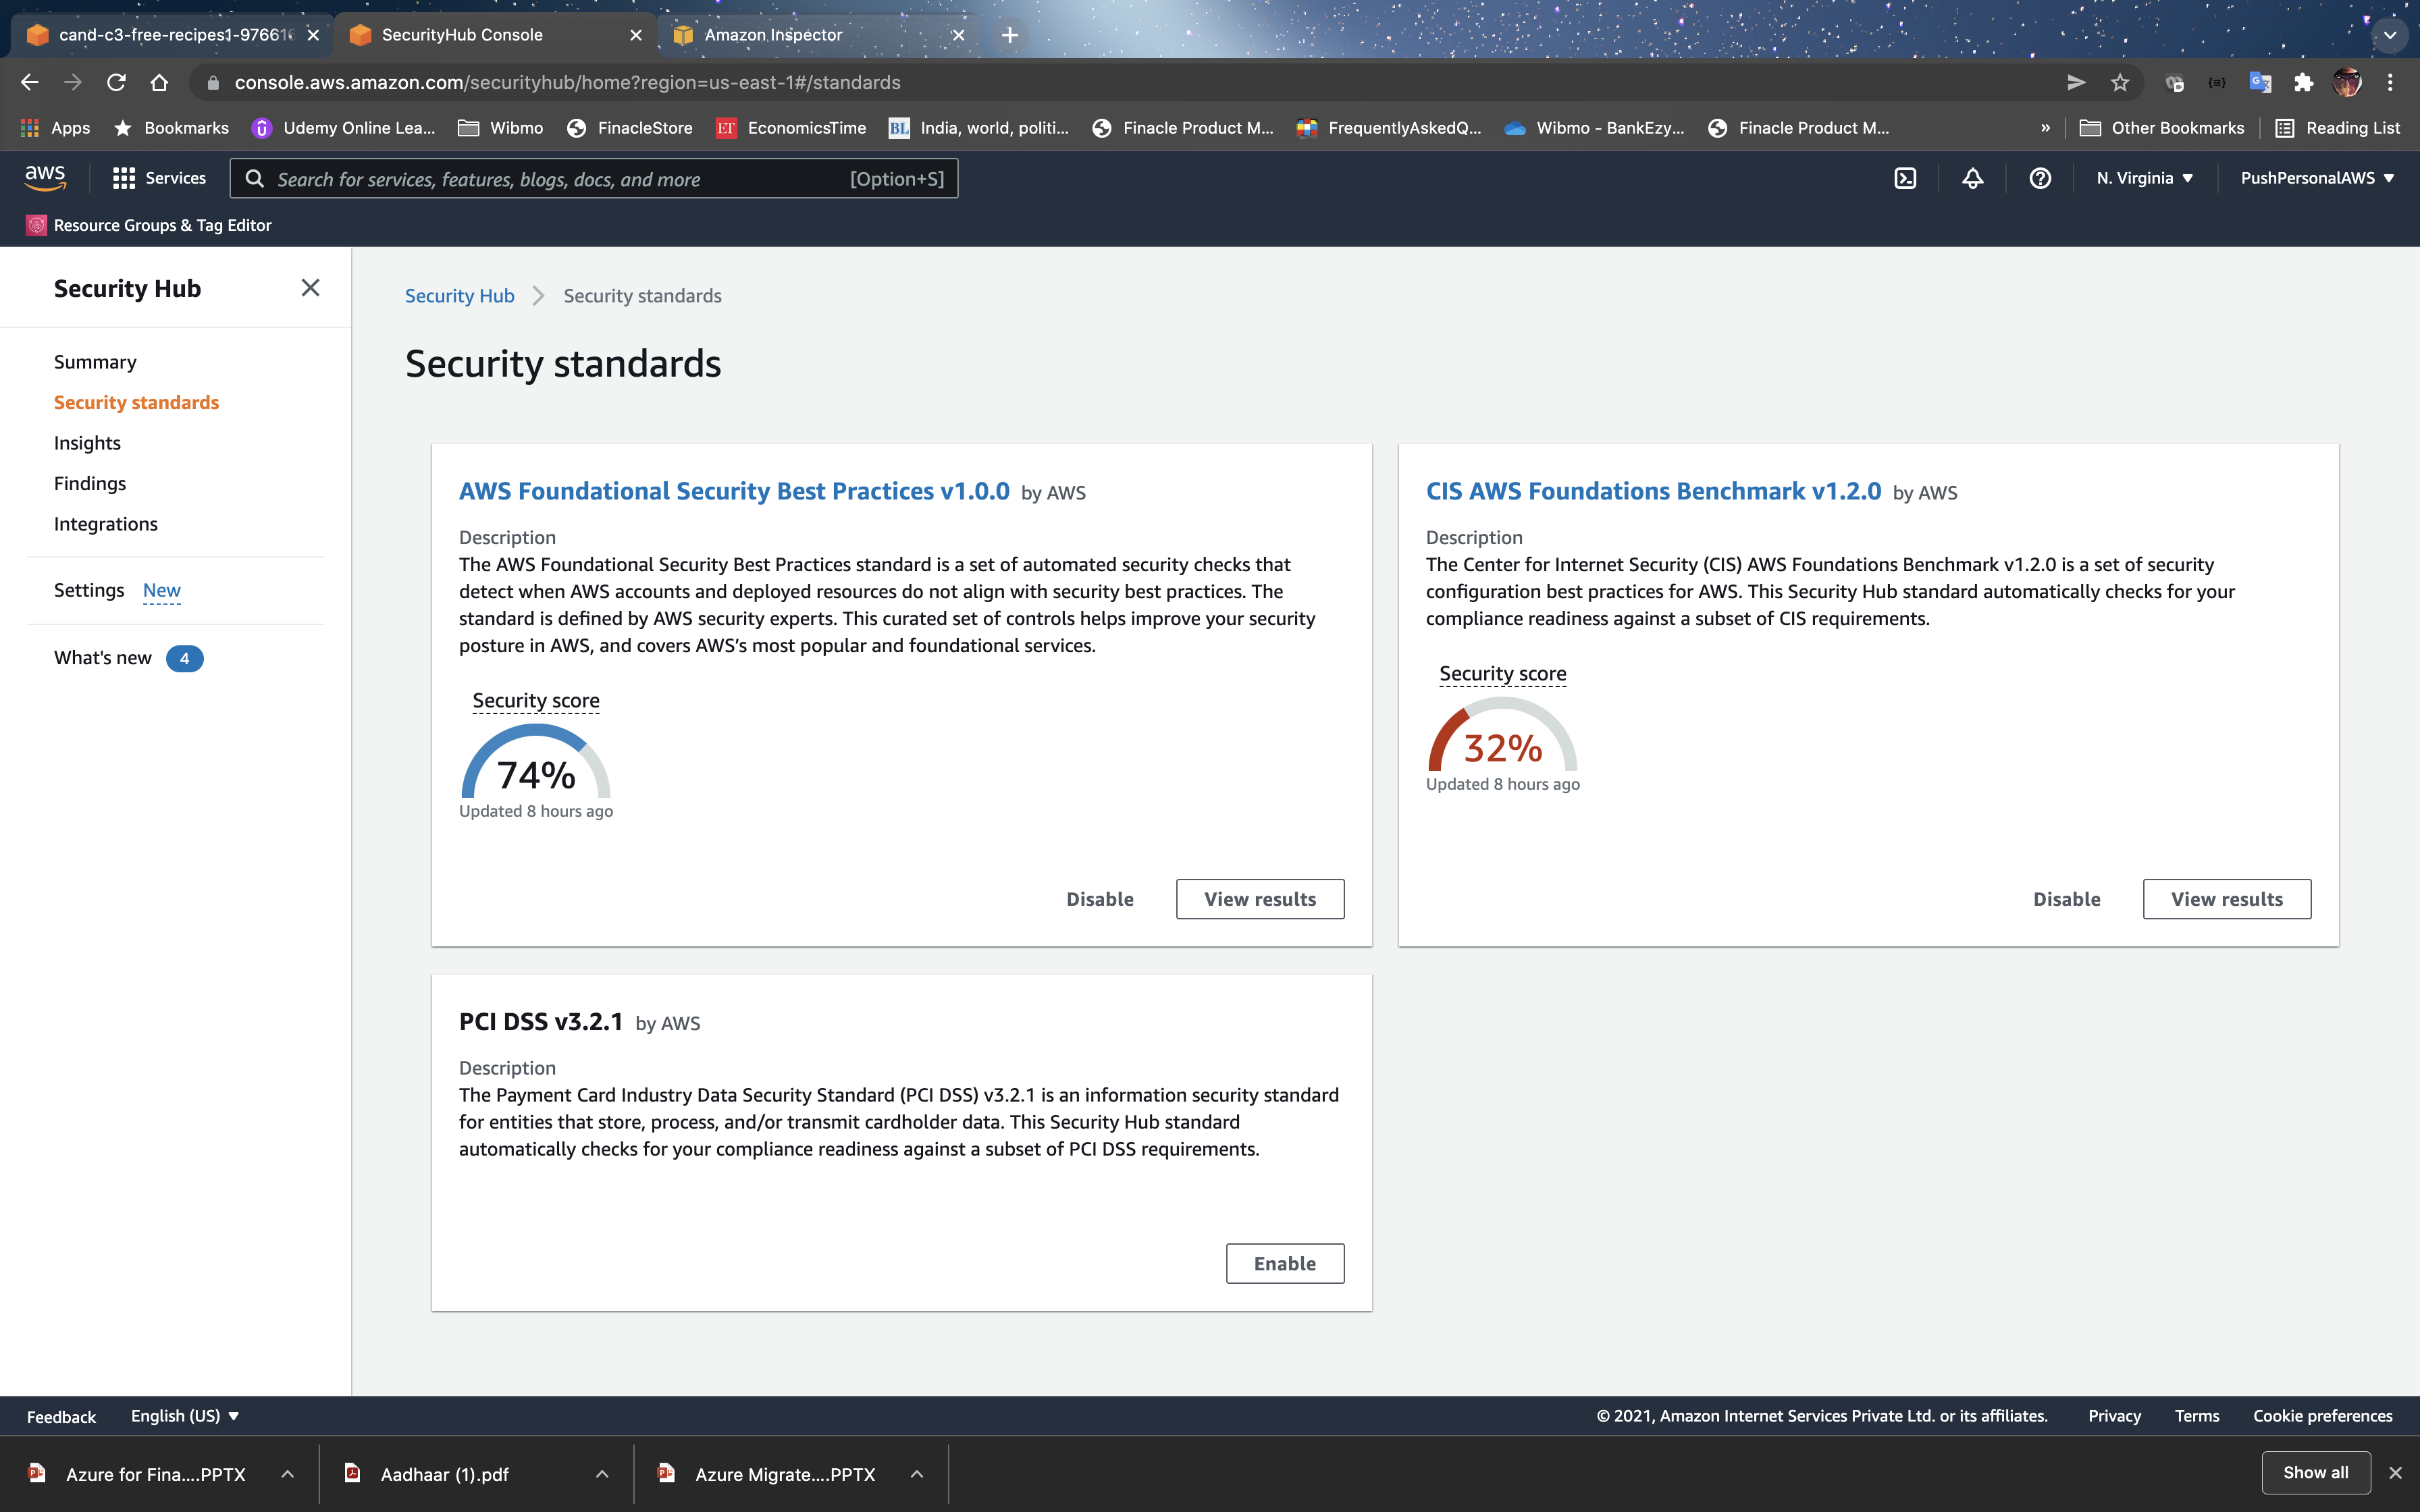 cand-c3-free-recipes1-97661
SecurityHub Console
Amazon Inspector
console.aws.amazon.com/securityhub/home?region=us-east-1#/standards
Apps
Bookmarks
Udemy Online Lea...
Wibmo
FinacleStore
ET
EconomicsTime
BL
India, world, politi...
Finacle Product M...
FrequentlyAskedQ...
Wibmo - BankEzy...
Finacle Product M...
»
Other Bookmarks
Reading List
aws
Services
Search for services, features, blogs, docs, and more
[Option+S]
N. Virginia
PushPersonalAWS
Resource Groups & Tag Editor
Security Hub
Summary
Security standards
Insights
Findings
Integrations
Settings New
What's new 4
Security Hub > Security standards
Security standards
AWS Foundational Security Best Practices v1.0.0 by AWS
Description
The AWS Foundational Security Best Practices standard is a set of automated security checks that
detect when AWS accounts and deployed resources do not align with security best practices. The
standard is defined by AWS security experts. This curated set of controls helps improve your security
posture in AWS, and covers AWS’s most popular and foundational services.
Security score
74%
Updated 8 hours ago
Disable
View results
CIS AWS Foundations Benchmark v1.2.0 by AWS
Description
The Center for Internet Security (CIS) AWS Foundations Benchmark v1.2.0 is a set of security
configuration best practices for AWS. This Security Hub standard automatically checks for your
compliance readiness against a subset of CIS requirements.
Security score
32%
Updated 8 hours ago
Disable
View results
PCI DSS v3.2.1 by AWS
Description
The Payment Card Industry Data Security Standard (PCI DSS) v3.2.1 is an information security standard
for entities that store, process, and/or transmit cardholder data. This Security Hub standard
automatically checks for your compliance readiness against a subset of PCI DSS requirements.
Enable
Feedback
English (US)
© 2021, Amazon Internet Services Private Ltd. or its affiliates.
Privacy
Terms
Cookie preferences
Azure for Fina....PPTX
Aadhaar (1).pdf
Azure Migrate....PPTX
Show all